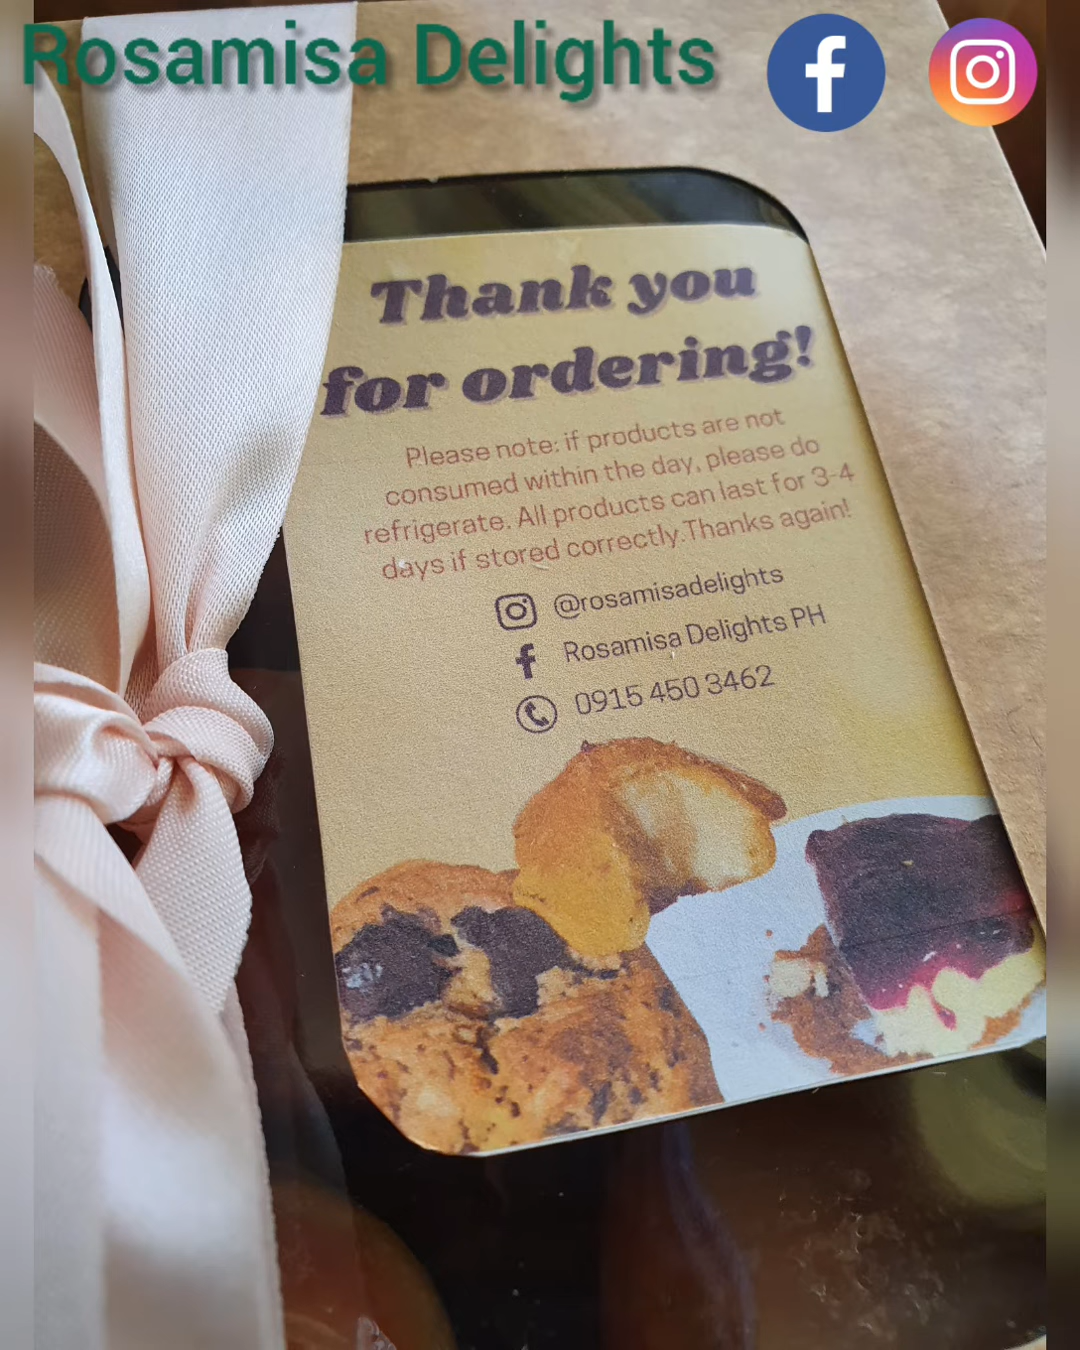 Rosamisa Delights
Thank you
for ordering!
Please note: if products are not
consumed within the day, please do
refrigerate. All products can last for 3-4
days if stored correctly.Thanks again!
@rosamisadelights
Rosamisa Delights PH
0915 450 3462